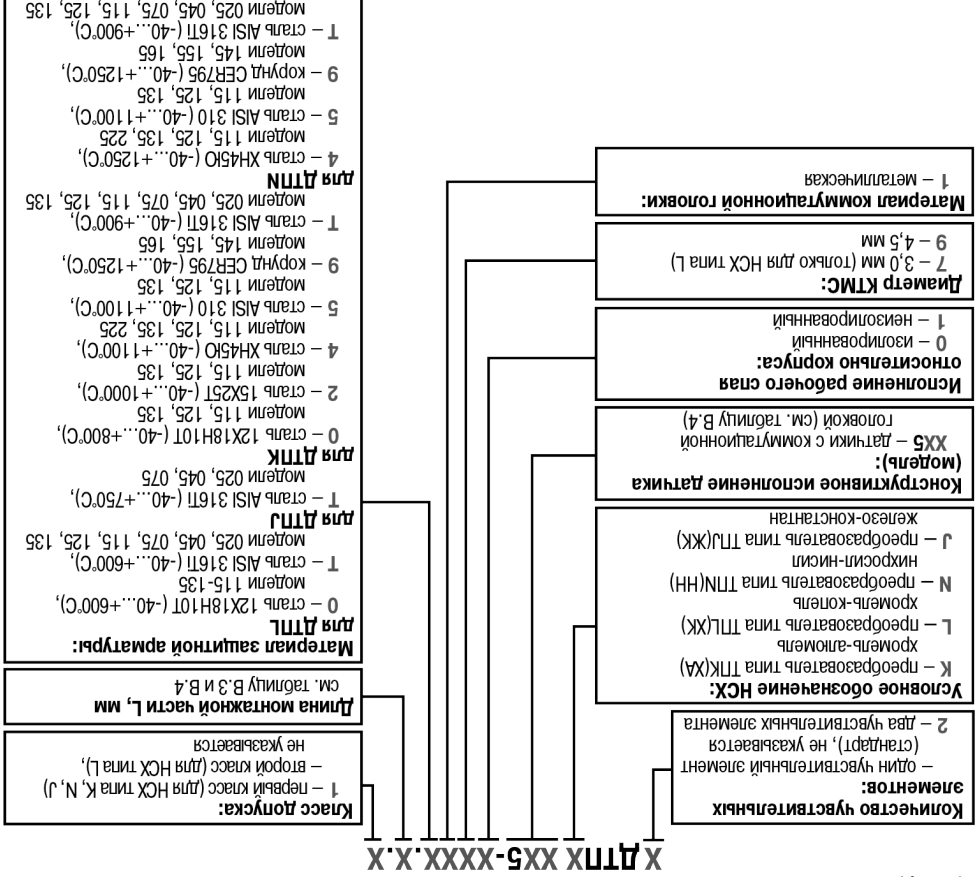 Х ДТПХ ХХ5-ХХХХ.Х.Х
Количество чувствительных
элементов:
– один чувствительный элемент
(стандарт), не указывается
2 – два чувствительных элемента
Условное обозначение НСХ:
К – преобразователь типа ТПК(ХА)
хромель-алюмель
L – преобразователь типа ТПL(ХК)
хромель-копель
N – преобразователь типа ТПN(НН)
нихросил-нисил
J – преобразователь типа ТПJ(ЖК)
железо-константан
Конструктивное исполнение датчика
(модель):
ХХ5 – датчики с коммутационной
головкой (см. таблицу В.4)
Исполнение рабочего спая
относительно корпуса:
0 – изолированный
1 – неизолированный
Диаметр КТМС:
7 – 3,0 мм (только для НСХ типа L)
9 – 4,5 мм
Материал коммутационной головки:
1 – металлическая
Класс допуска:
1 – первый класс (для НСХ типа K, N, J)
– второй класс (для НСХ типа L),
не указывается
Длина монтажной части L, мм
см. таблицу В.3 и В.4
Материал защитной арматуры:
для ДТПL
0 – сталь 12Х18Н10Т (-40...+600°С),
модели 115-135
Т – сталь AISI 316Ti (-40...+600°С),
модели 025, 045, 075, 115, 125, 135
для ДТПJ
Т – сталь AISI 316Ti (-40...+750°С),
модели 025, 045, 075
для ДТПК
0 – сталь 12Х18Н10Т (-40...+800°С),
модели 115, 125, 135
2 – сталь 15Х25Т (-40...+1000°С),
модели 115, 125, 135
4 – сталь ХН45Ю (-40...+1100°С),
модели 115, 125, 135, 225
5 – сталь AISI 310 (-40...+1100°С),
модели 115, 125, 135
9 – корунд CER795 (-40...+1250°С),
модели 145, 155, 165
Т – сталь AISI 316Ti (-40...+900°С),
модели 025, 045, 075, 115, 125, 135
для ДТПN
4 – сталь ХН45Ю (-40...+1250°С),
модели 115, 125, 135, 225
5 – сталь AISI 310 (-40...+1100°С),
модели 115, 125, 135
9 – корунд CER795 (-40...+1250°С),
модели 145, 155, 165
Т – сталь AISI 316Ti (-40...+900°С),
модели 025, 045, 075, 115, 125, 135